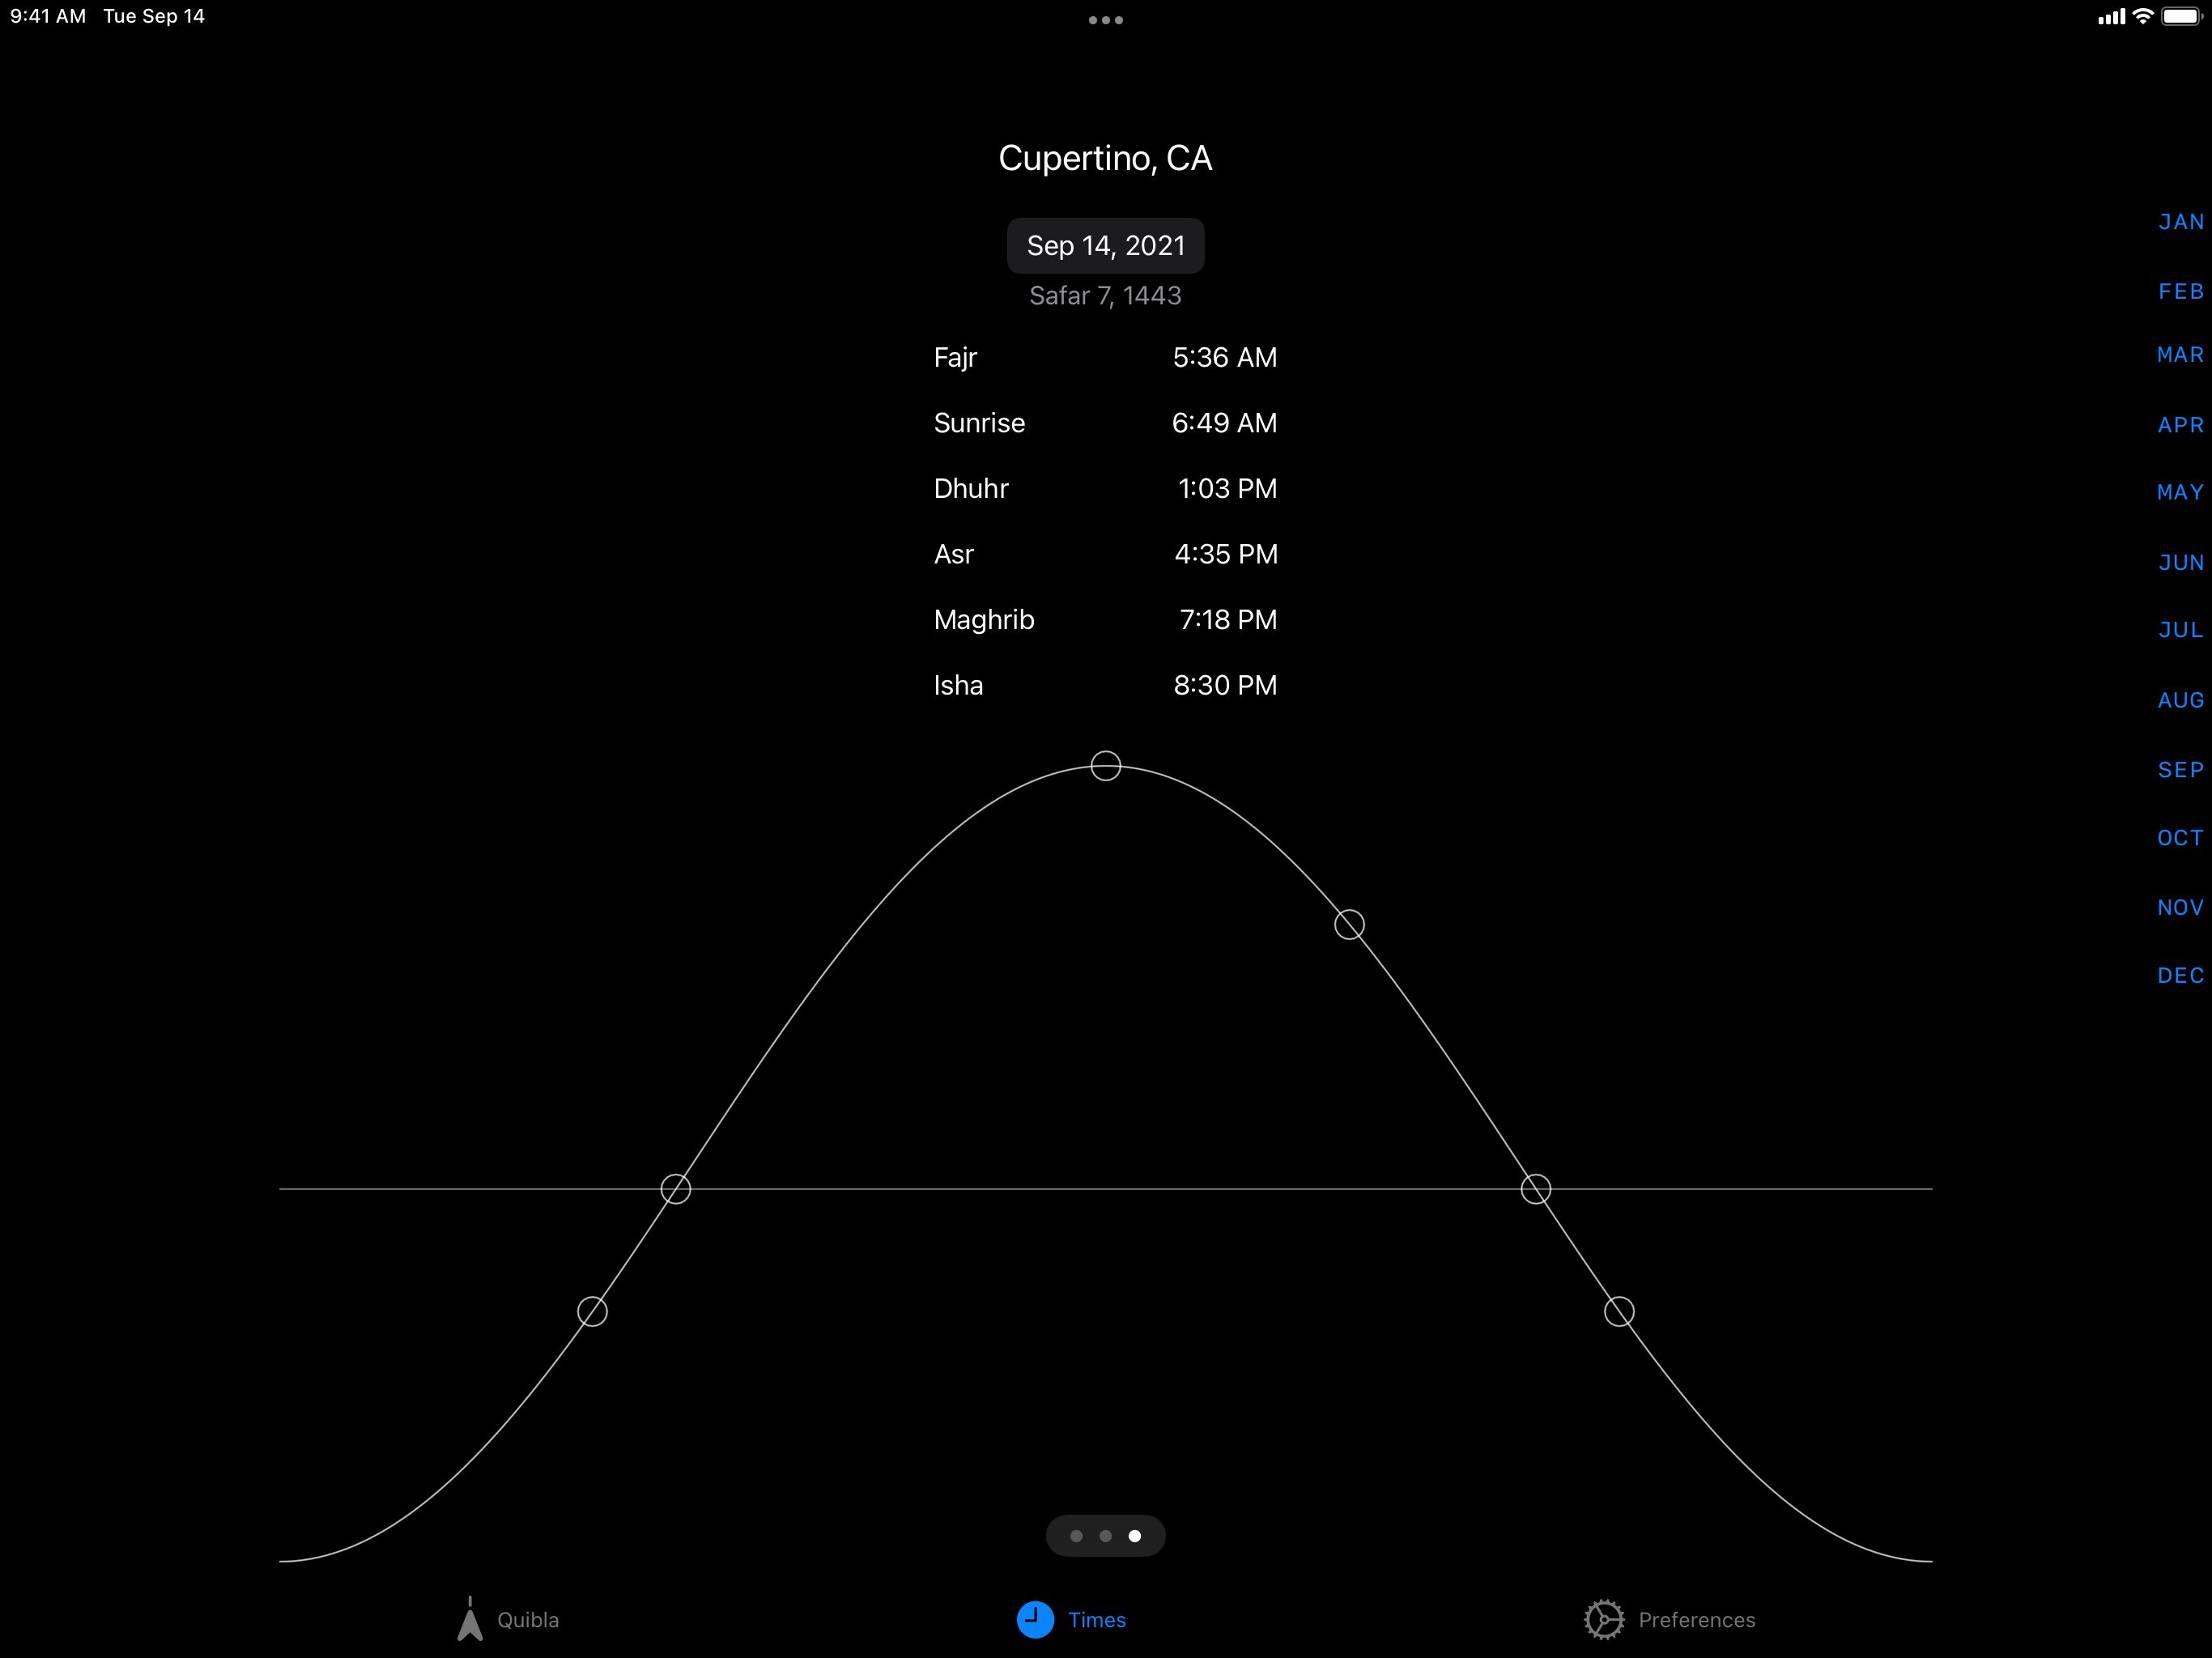 9:41 AM Tue Sep 14
Cupertino, CA
Sep 14, 2021
Safar 7, 1443
Fajr 5:36 AM
Sunrise 6:49 AM
Dhuhr 1:03 PM
Asr 4:35 PM
Maghrib 7:18 PM
Isha 8:30 PM
JAN
FEB
MAR
APR
MAY
JUN
JUL
AUG
SEP
OCT
NOV
DEC
Quibla Times Preferences